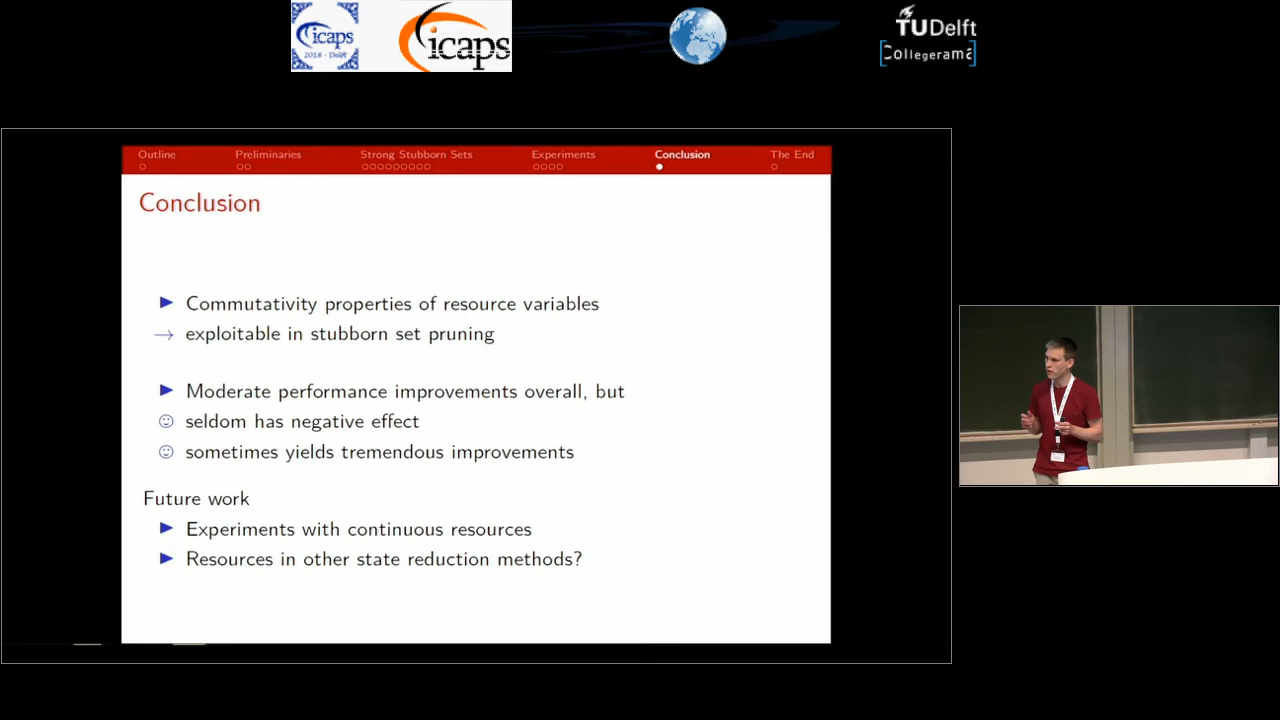 icaps
2018 - Delft
icaps
TUDelft
Collegerama
Outline
Preliminaries
Strong Stubborn Sets
Experiments
Conclusion
The End
Conclusion
Commutativity properties of resource variables
→ exploitable in stubborn set pruning
Moderate performance improvements overall, but
seldom has negative effect
sometimes yields tremendous improvements
Future work
Experiments with continuous resources
Resources in other state reduction methods?